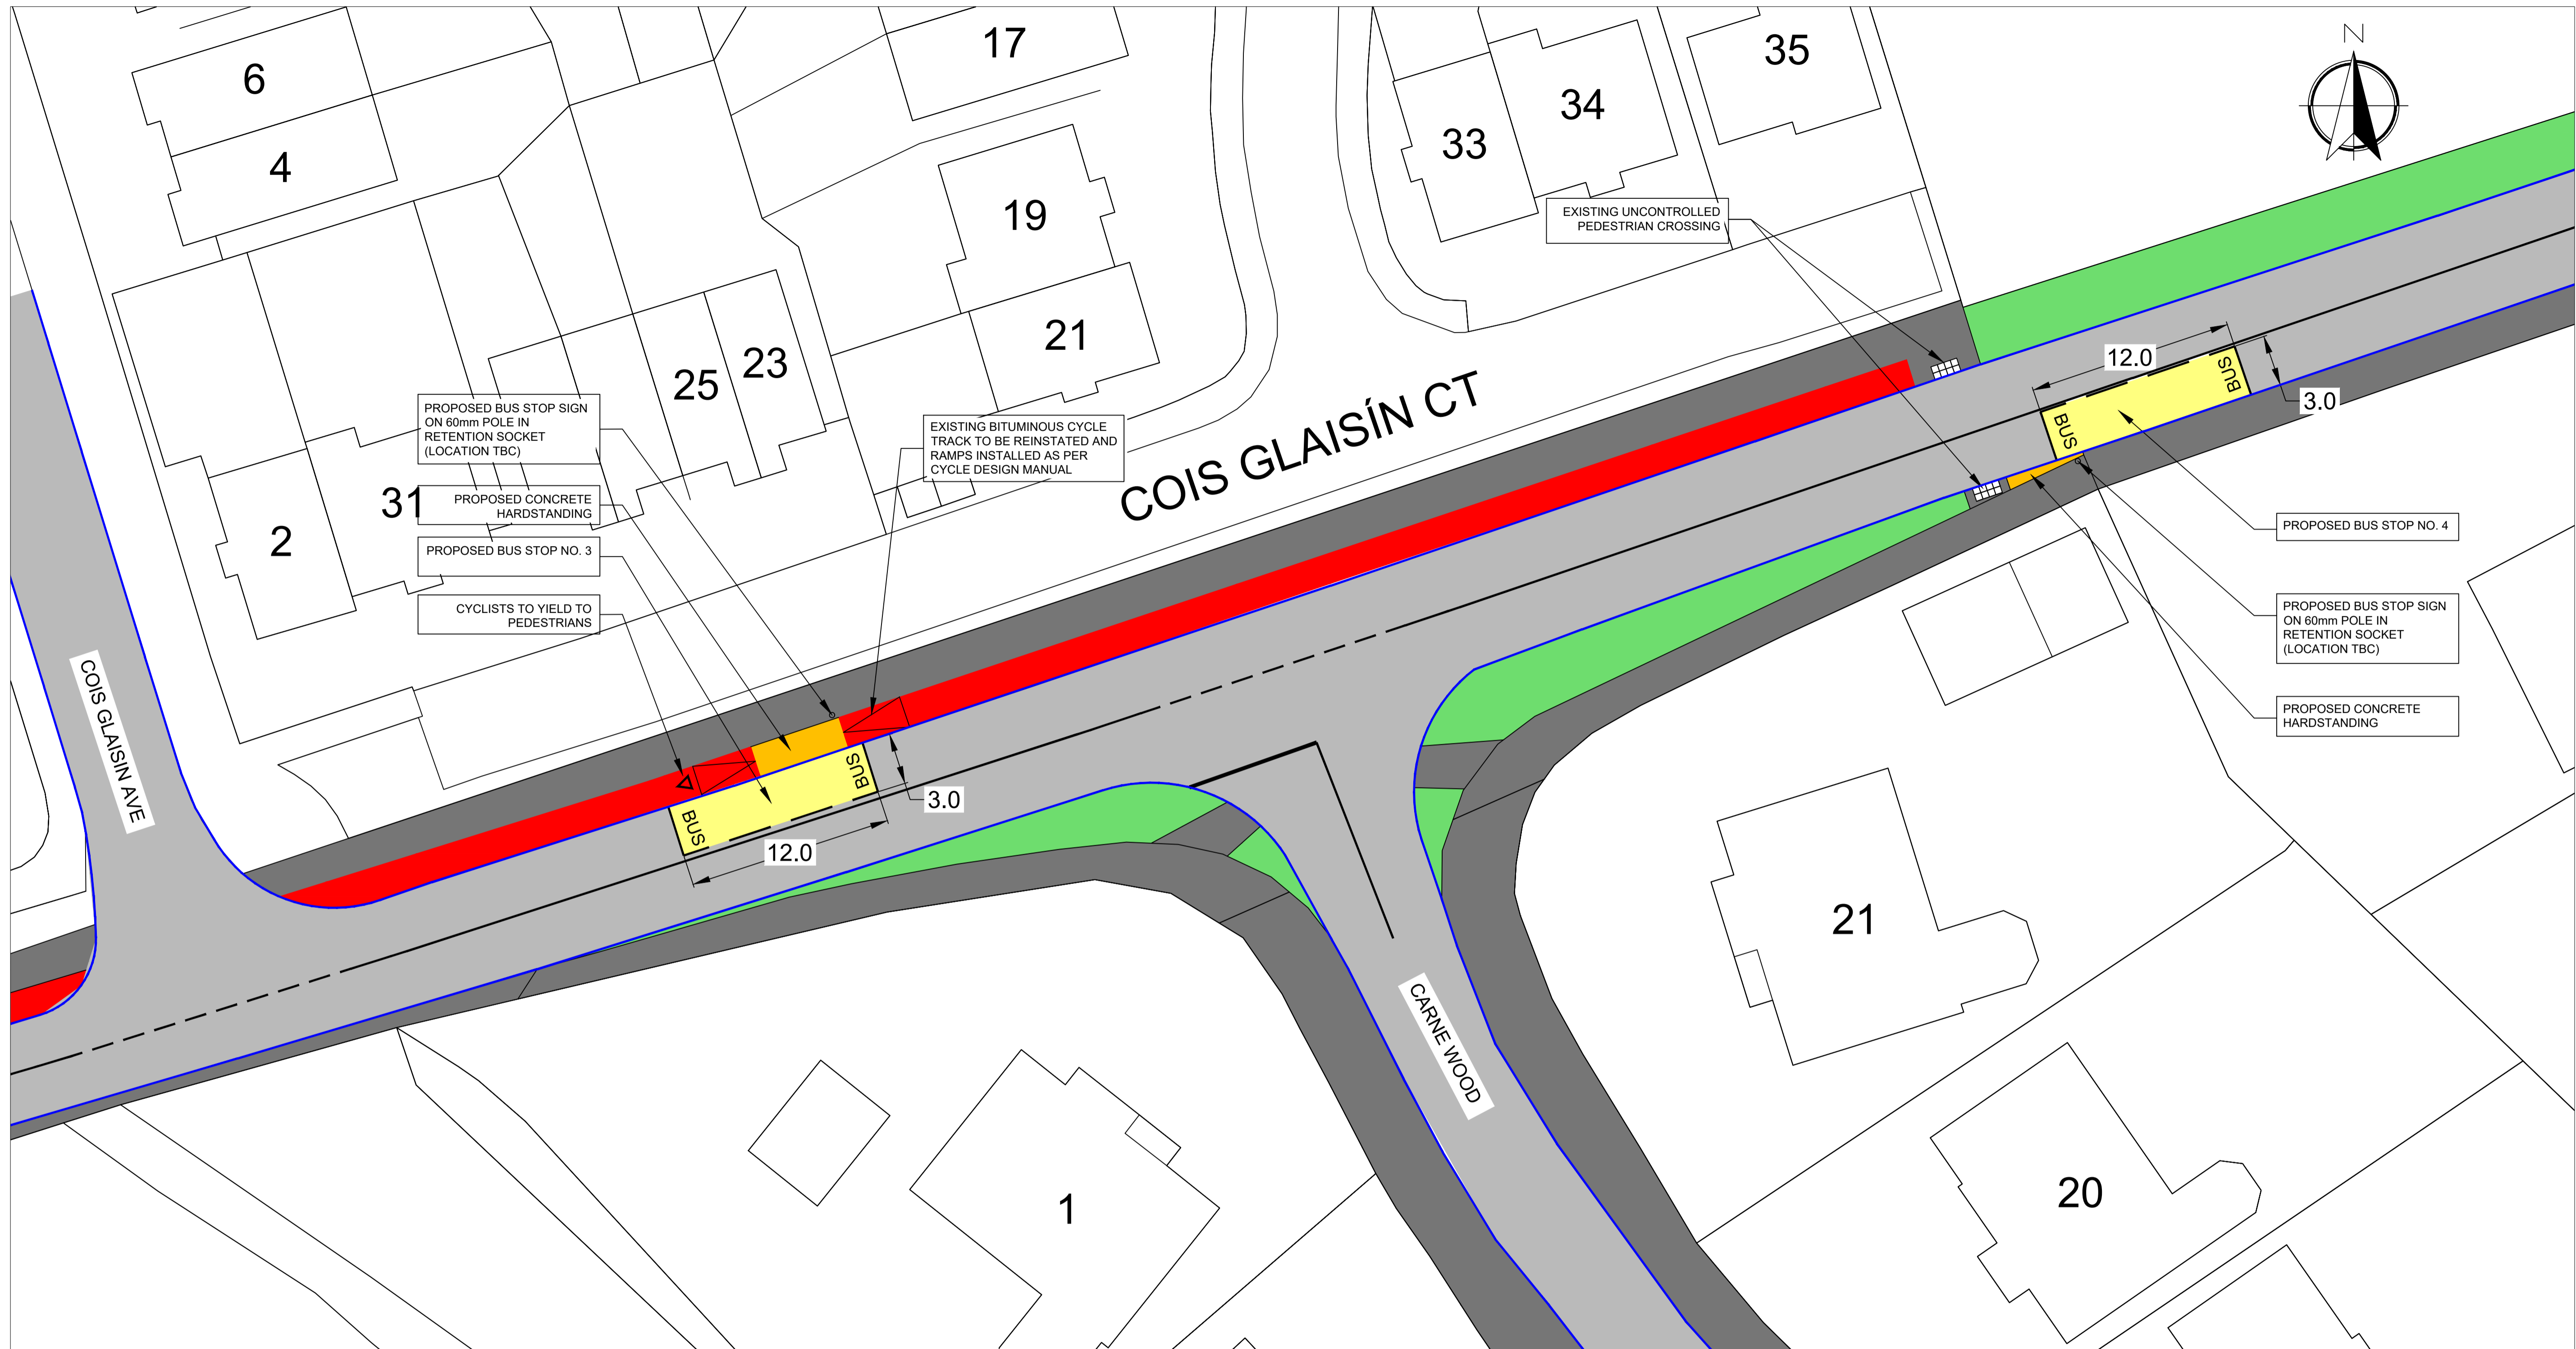 6
4
17
19
21
33
34
35
N
EXISTING UNCONTROLLED
PEDESTRIAN CROSSING
12.0
BUS
BUS
3.0
25
23
PROPOSED BUS STOP SIGN
ON 60mm POLE IN
RETENTION SOCKET
(LOCATION TBC)
EXISTING BITUMINOUS CYCLE
TRACK TO BE REINSTATED AND
RAMPS INSTALLED AS PER
CYCLE DESIGN MANUAL
COIS GLAISÍN CT
2
31
PROPOSED CONCRETE
HARDSTANDING
PROPOSED BUS STOP NO. 3
CYCLISTS TO YIELD TO
PEDESTRIANS
PROPOSED BUS STOP NO. 4
PROPOSED BUS STOP SIGN
ON 60mm POLE IN
RETENTION SOCKET
(LOCATION TBC)
PROPOSED CONCRETE
HARDSTANDING
COIS GLAISIN AVE
BUS
BUS
3.0
12.0
CARNE WOOD
21
1
20